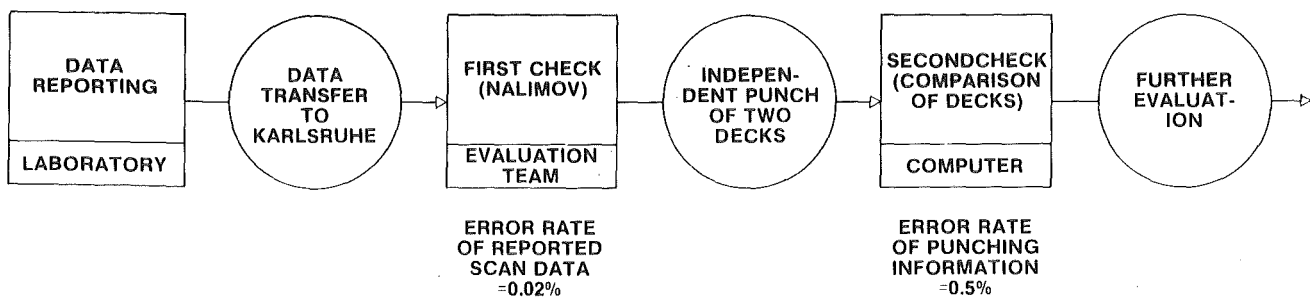 DATA
REPORTING
LABORATORY
DATA
TRANSFER
TO
KARLSRUHE
FIRST CHECK
(NALIMOV)
EVALUATION
TEAM
INDEPEN-
DENT PUNCH
OF TWO
DECKS
SECONDCHECK
(COMPARISON
OF DECKS)
COMPUTER
FURTHER
EVALUAT-
ION
ERROR RATE
OF REPORTED
SCAN DATA
=0.02%
ERROR RATE
OF PUNCHING
INFORMATION
=0.5%